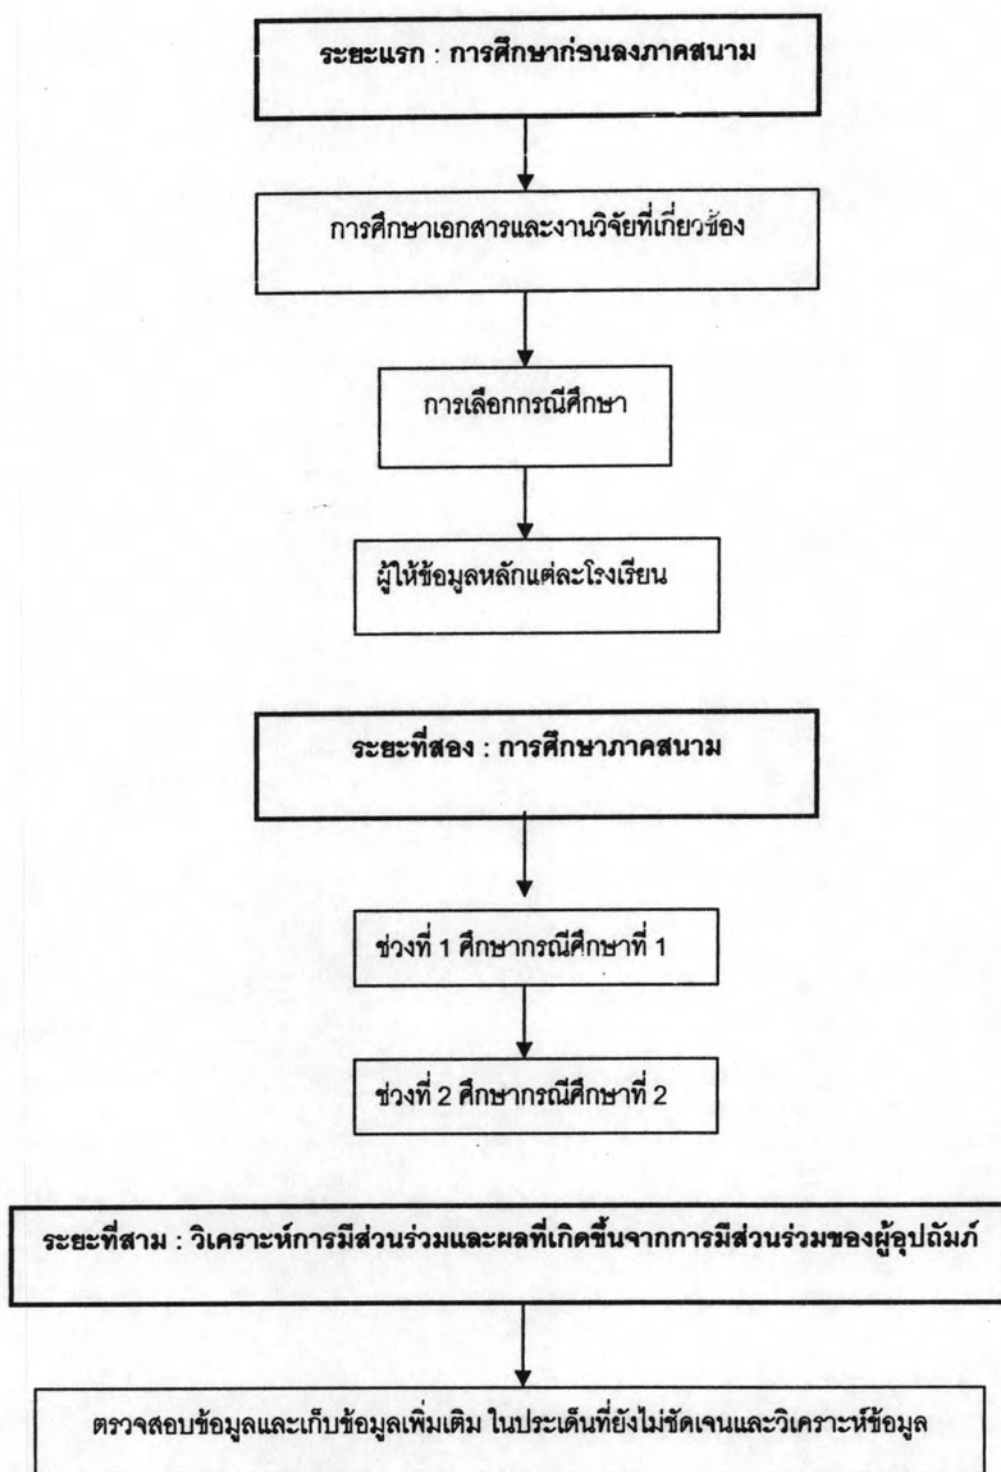 ระยะแรก : การศึกษาก่อนลงภาคสนาม
การศึกษาเอกสารและงานวิจัยที่เกี่ยวข้อง
การเลือกกรณีศึกษา
ผู้ให้ข้อมูลหลักแต่ละโรงเรียน
ระยะที่สอง : การศึกษาภาคสนาม
ช่วงที่ 1 ศึกษากรณีศึกษาที่ 1
ช่วงที่ 2 ศึกษากรณีศึกษาที่ 2
ระยะที่สาม : วิเคราะห์การมีส่วนร่วมและผลที่เกิดขึ้นจากการมีส่วนร่วมของผู้อุปถัมภ์
ตรวจสอบข้อมูลและเก็บข้อมูลเพิ่มเติม ในประเด็นที่ยังไม่ชัดเจนและวิเคราะห์ข้อมูล